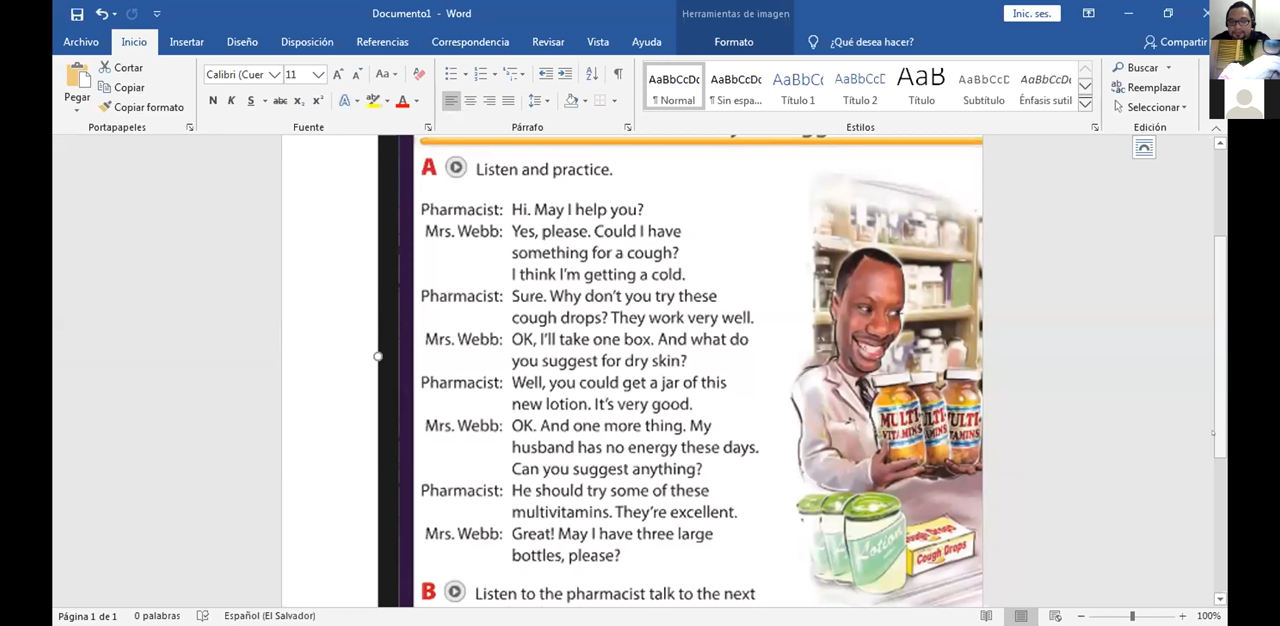 Documento1 - Word
Herramientas de imagen
Inic. ses.
Archivo Inicio Insertar Diseño Disposición Referencias Correspondencia Revisar Vista Ayuda Formato ¿Qué desea hacer? Compartir
Pegar
Cortar
Copiar
Copiar formato
Portapapeles
Calibri (Cuer 11
N K S abc x₂ x²
Fuente
Párrafo
AaBbCcDc AaBbCcDc AaBbCc AaBbCcD AaB AaBbCcD AaBbCcDc
¶ Normal ¶ Sin espa... Título 1 Título 2 Título Subtítulo Énfasis sutil
Estilos
Buscar
Reemplazar
Seleccionar
Edición
A Listen and practice.
Pharmacist: Hi. May I help you?
Mrs. Webb: Yes, please. Could I have
something for a cough?
I think I'm getting a cold.
Pharmacist: Sure. Why don't you try these
cough drops? They work very well.
Mrs. Webb: OK, I'll take one box. And what do
you suggest for dry skin?
Pharmacist: Well, you could get a jar of this
new lotion. It's very good.
Mrs. Webb: OK. And one more thing. My
husband has no energy these days.
Can you suggest anything?
Pharmacist: He should try some of these
multivitamins. They're excellent.
Mrs. Webb: Great! May I have three large
bottles, please?
MULTI
VITAMINS
Lotion
Cough Drops
B Listen to the pharmacist talk to the next
Página 1 de 1 0 palabras Español (El Salvador) 100%